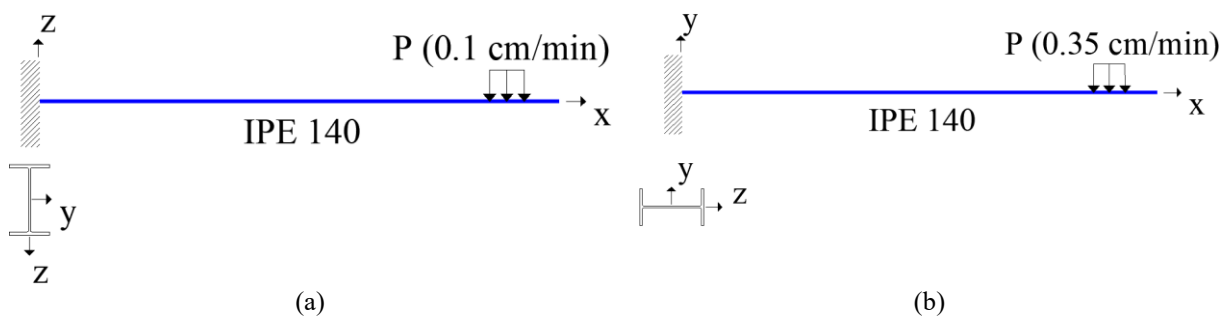 z
P (0.1 cm/min)
x
IPE 140
y
z
(a)
y
P (0.35 cm/min)
x
IPE 140
y
z
(b)